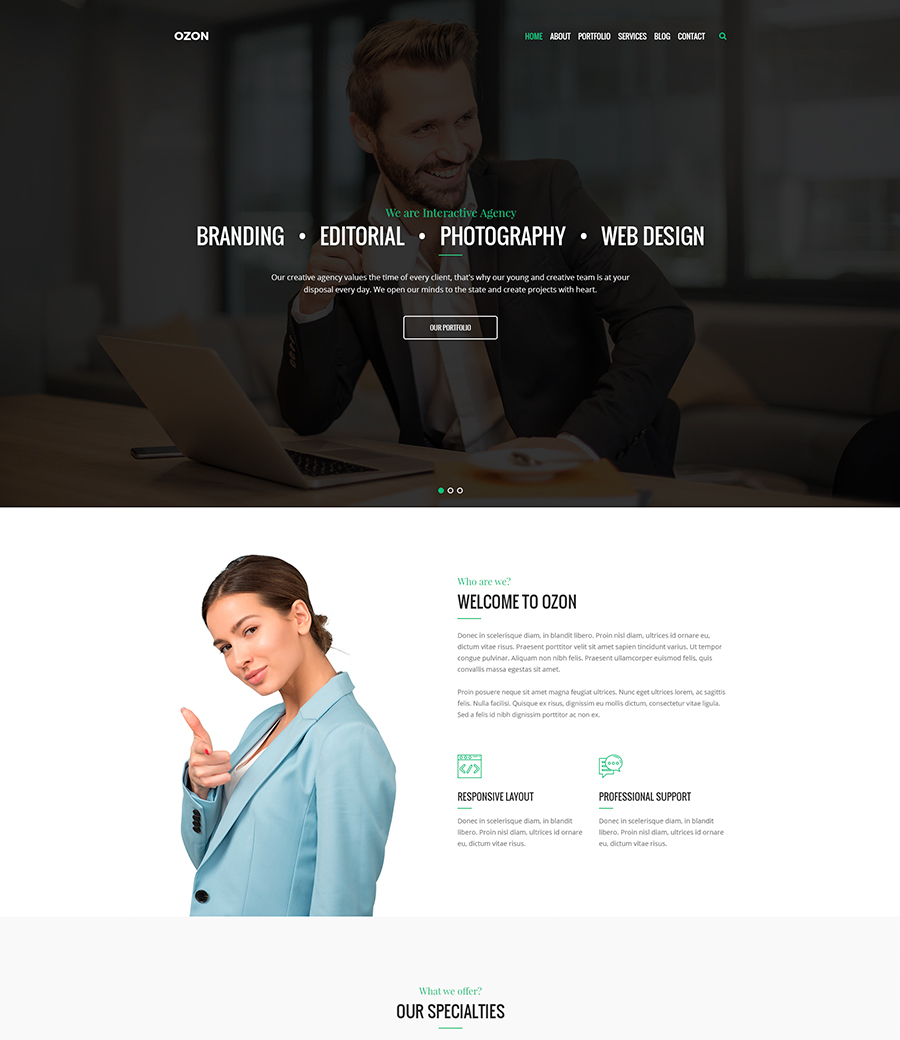 OZON
HOME ABOUT PORTFOLIO SERVICES BLOG CONTACT
We are Interactive Agency
BRANDING • EDITORIAL • PHOTOGRAPHY • WEB DESIGN
Our creative agency values the time of every client, that's why our young and creative team is at your
disposal every day. We open our minds to the state and create projects with heart.
OUR PORTFOLIO
Who are we?
WELCOME TO OZON
Donec in scelerisque diam, in blandit libero. Proin nisl diam, ultrices id ornare eu,
dictum vitae risus. Praesent porttitor velit sit amet sapien tincidunt varius. Ut tempor
congue pulvinar. Aliquam non nibh felis. Praesent ullamcorper euismod felis, quis
convallis massa egestas sit amet.
Proin posuere neque sit amet magna feugiat ultrices. Nunc eget ultrices lorem, ac sagittis
felis. Nulla facilisi. Quisque ex risus, dignissim eu mollis dictum, consectetur vitae ligula.
Sed a felis id nibh dignissim porttitor ac non ex.
RESPONSIVE LAYOUT
Donec in scelerisque diam, in blandit
libero. Proin nisl diam, ultrices id ornare
eu, dictum vitae risus.
PROFESSIONAL SUPPORT
Donec in scelerisque diam, in blandit
libero. Proin nisl diam, ultrices id ornare
eu, dictum vitae risus.
What we offer?
OUR SPECIALTIES